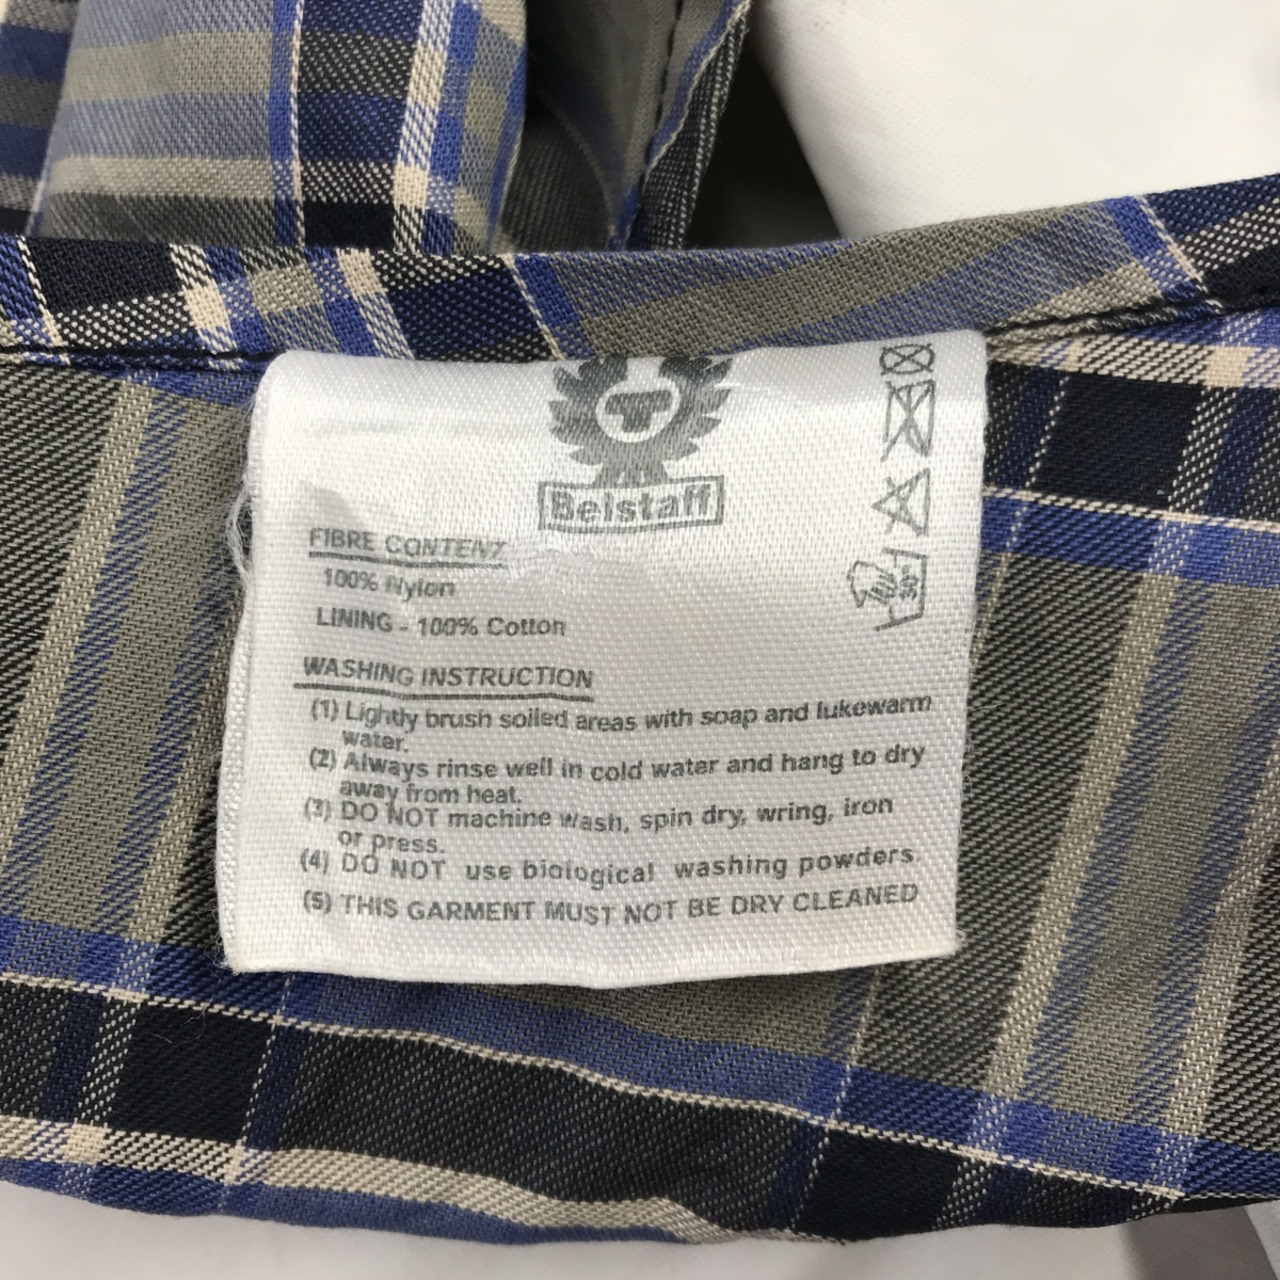 Belstaff
FIBRE CONTENT
100% Nylon
LINING - 100% Cotton
WASHING INSTRUCTION
(1) Lightly brush soiled areas with soap and lukewarm
water.
(2) Always rinse well in cold water and hang to dry
away from heat.
(3) DO NOT machine wash, spin dry, wring, iron
or press.
(4) DO NOT use biological washing powders.
(5) THIS GARMENT MUST NOT BE DRY CLEANED
30°